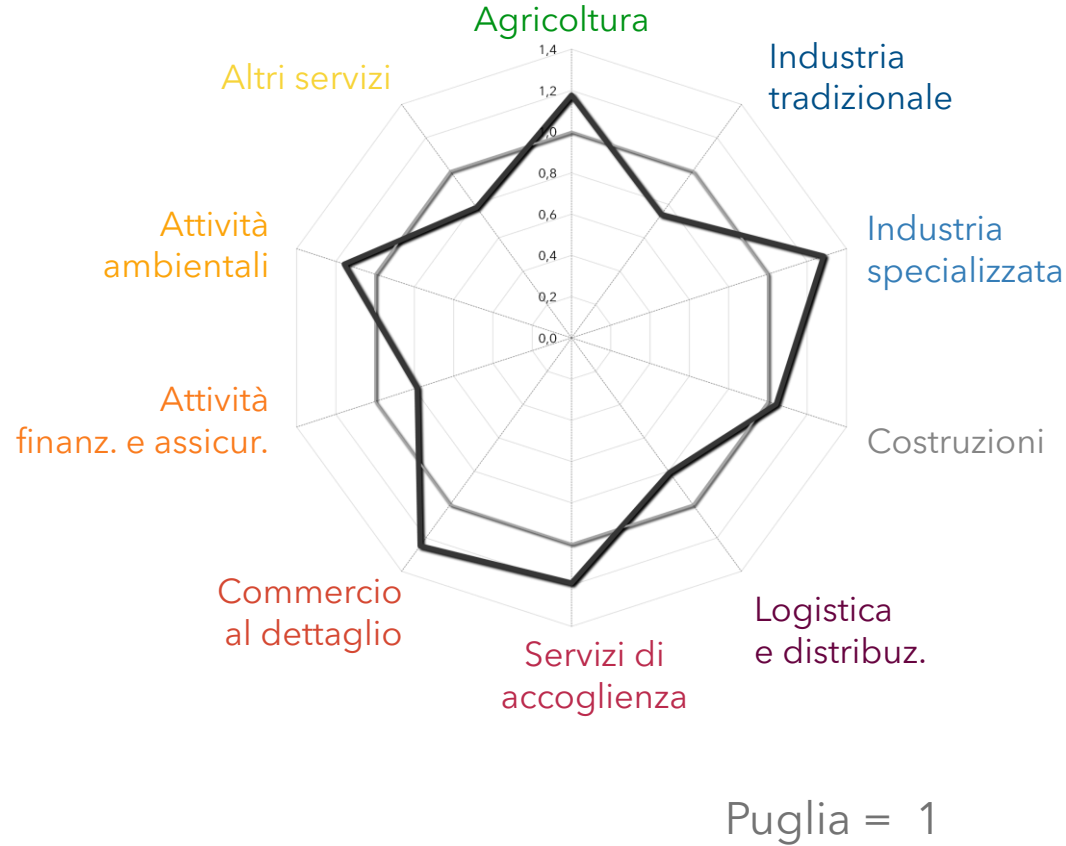 Agricoltura
1,4
Industria
tradizionale
Altri servizi
1,2
1,0
0,8
0,6
Attività
ambientali
Industria
specializzata
0,4
0,2
0,0
Attività
finanz. e assicur.
Costruzioni
Commercio
al dettaglio
Logistica
e distribuz.
Servizi di
accoglienza
Puglia = 1